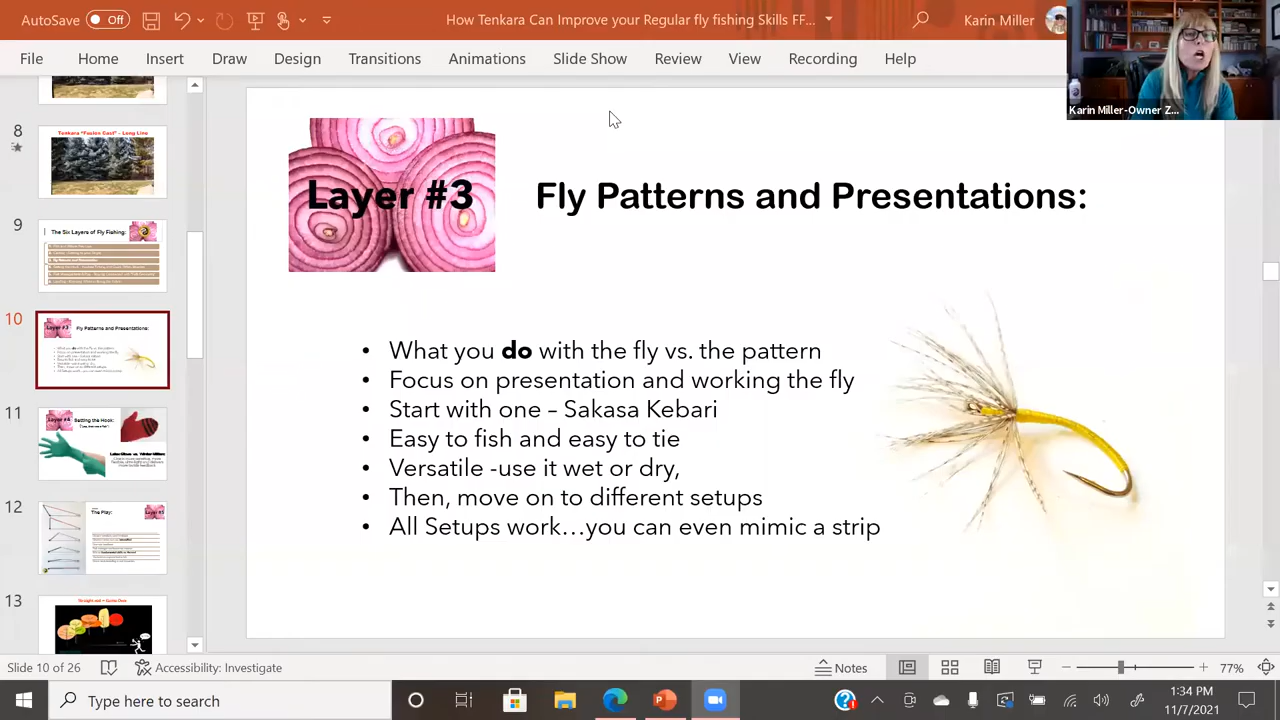 AutoSave Off
How Tenkara Can Improve your Regular fly fishing Skills FF...
Karin Miller
File Home Insert Draw Design Transitions Animations Slide Show Review View Recording Help
Karin Miller-Owner Z...
8
Tenkara "Fusion Cast" - Long Line
9
The Six Layers of Fly Fishing:
10
Layer #3
Fly Patterns and Presentations:
11
Layer #4
Setting the Hook:
12
The Play:
Layer #5
13
Layer #3 Fly Patterns and Presentations:
• What you do with the fly vs. the pattern
• Focus on presentation and working the fly
• Start with one – Sakasa Kebari
• Easy to fish and easy to tie
• Versatile -use it wet or dry,
• Then, move on to different setups
• All Setups work...you can even mimic a strip
Slide 10 of 26
Accessibility: Investigate
Notes
77%
Type here to search
1:34 PM
11/7/2021